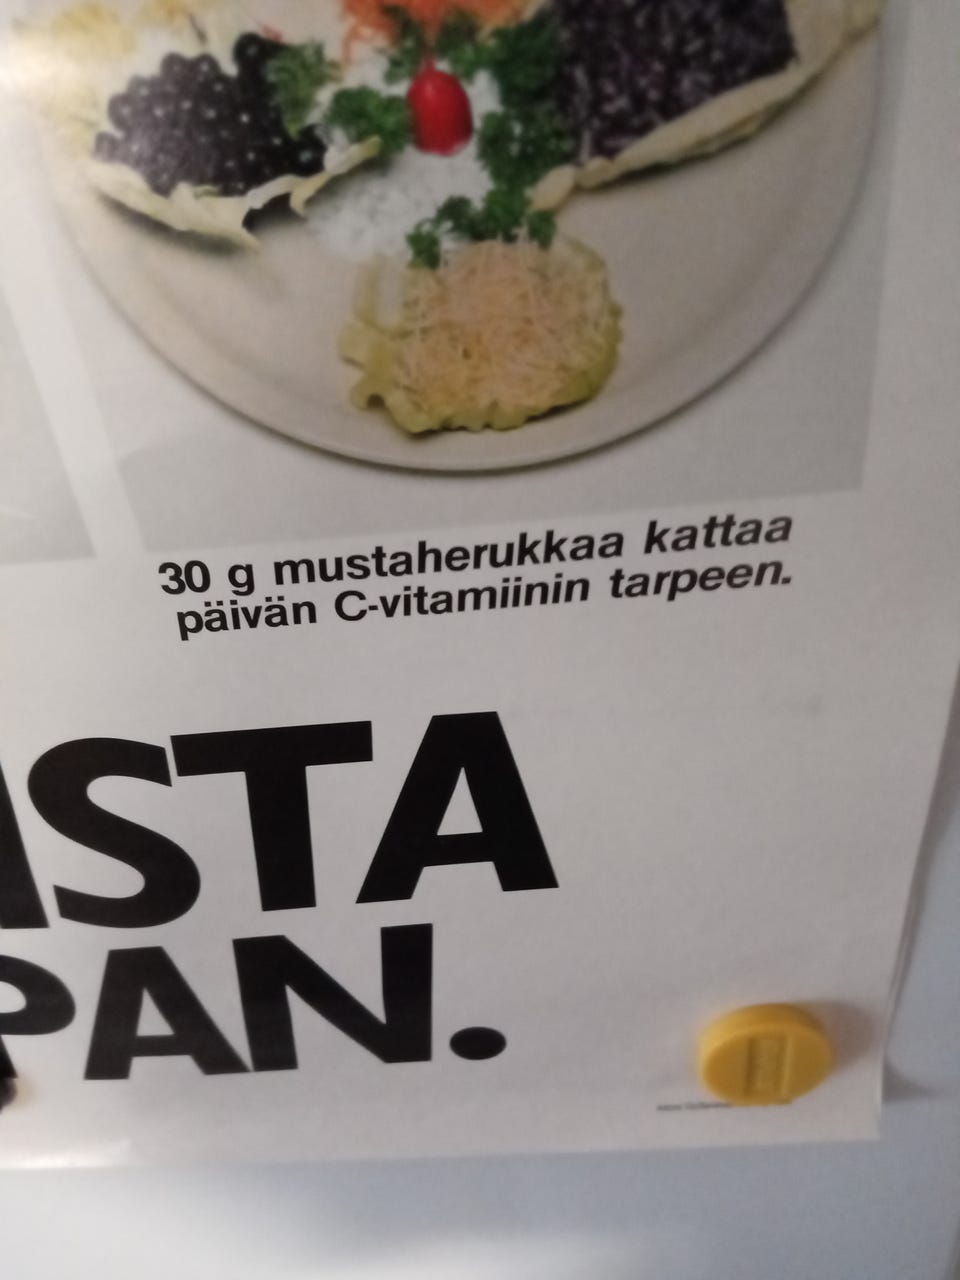 30 g mustaherukkaa kattaa
päivän C-vitamiinin tarpeen.
ISTA
PAN.